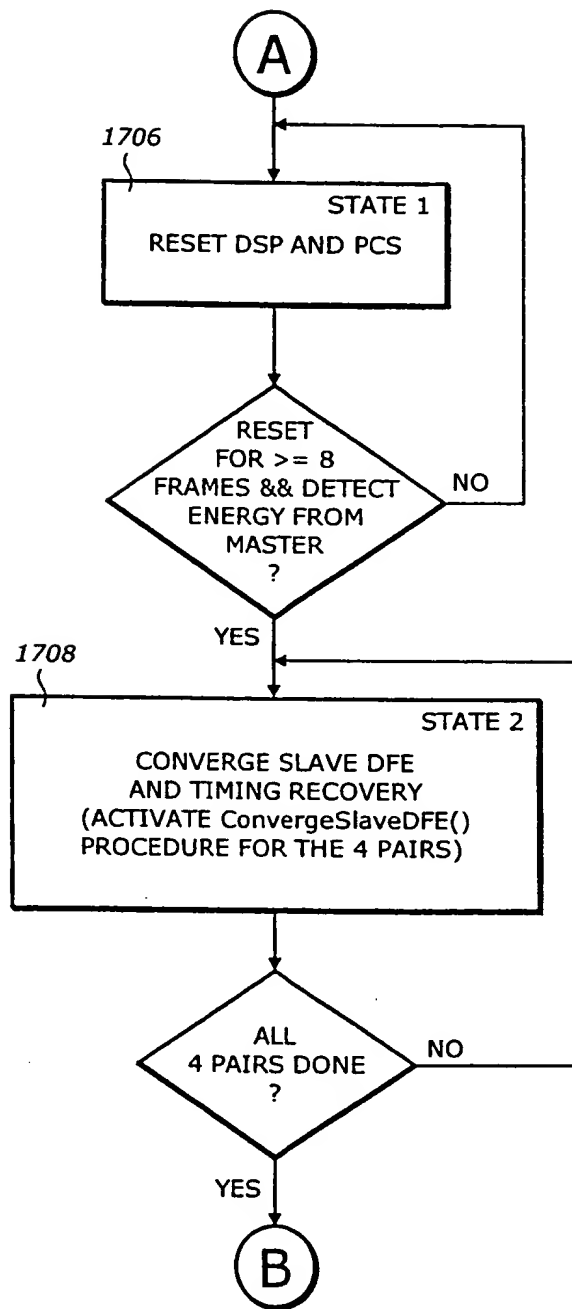 A
1706
STATE 1
RESET DSP AND PCS
RESET
FOR >= 8
FRAMES && DETECT
ENERGY FROM
MASTER
?
NO
YES
1708
STATE 2
CONVERGE SLAVE DFE
AND TIMING RECOVERY
(ACTIVATE ConvergeSlaveDFE()
PROCEDURE FOR THE 4 PAIRS)
ALL
4 PAIRS DONE
?
NO
YES
B